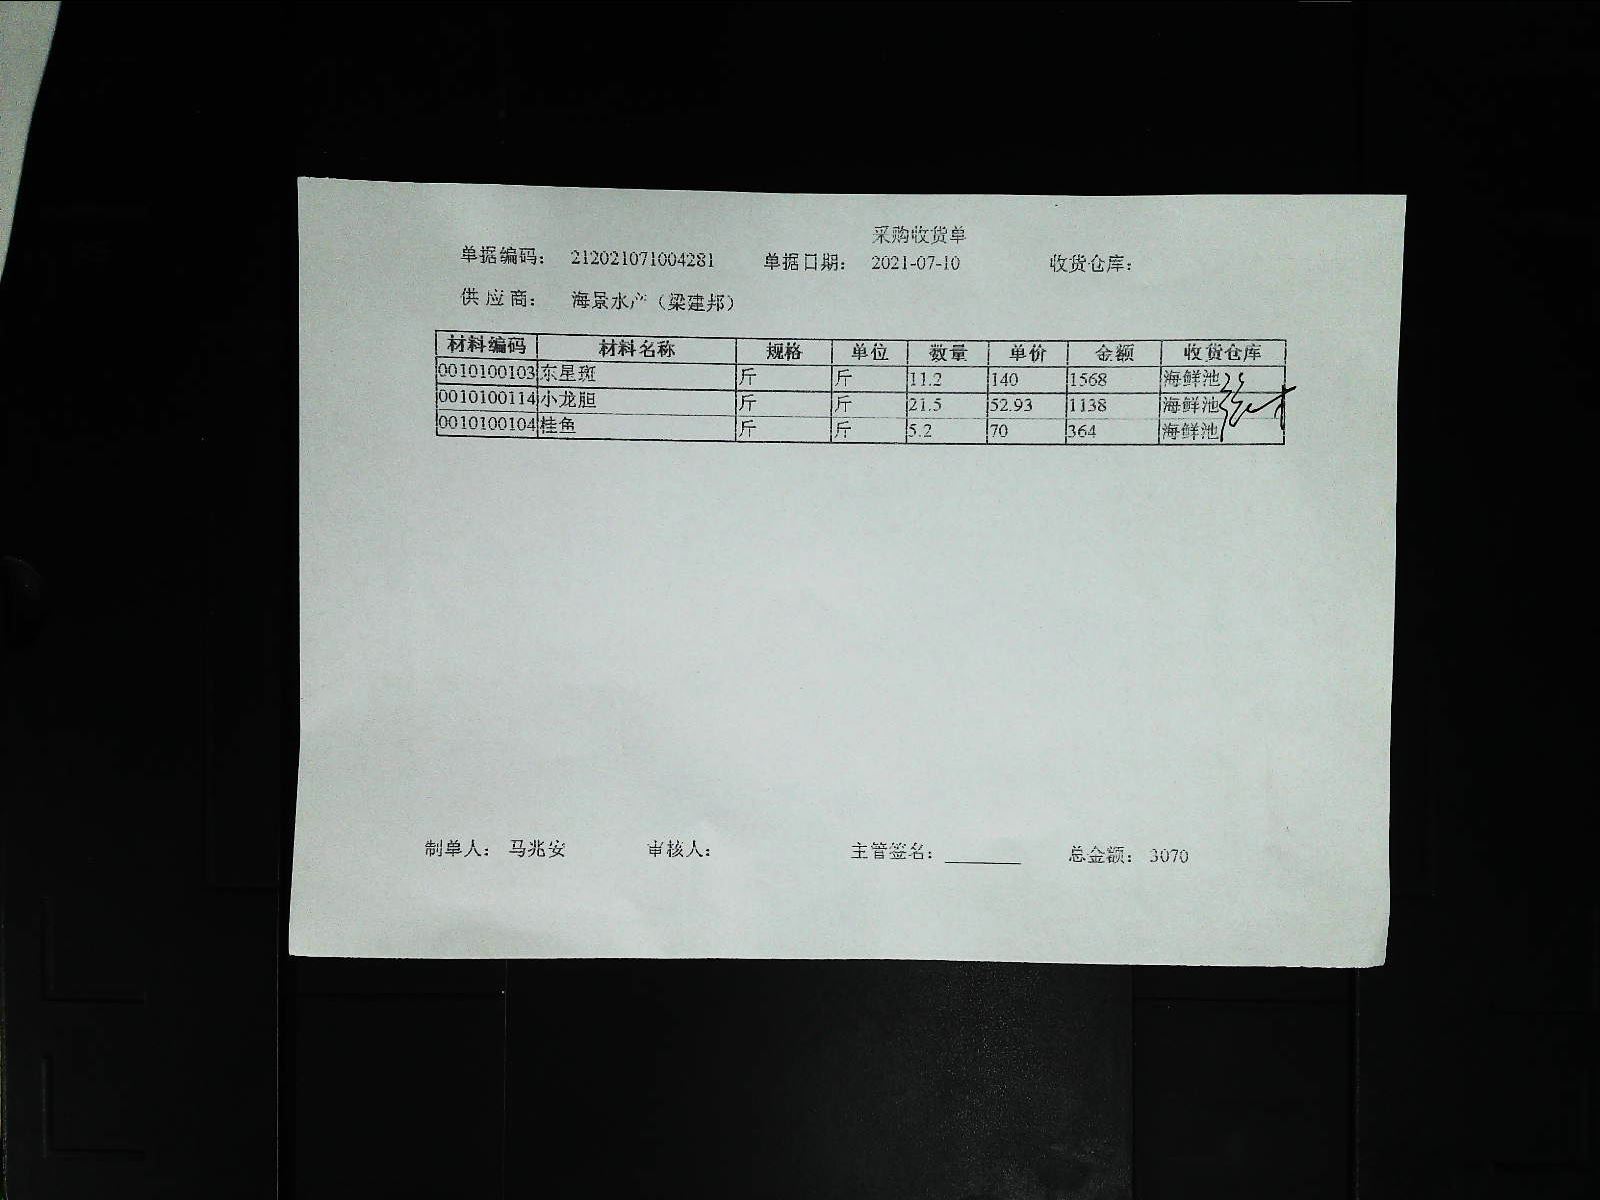 采购收货单
单据编码： 212021071004281 单据日期： 2021-07-10 收货仓库：
供 应 商： 海景水产（梁建邦）
材料编码 材料名称 规格 单位 数量 单价 金额 收货仓库
0010100103 东星斑 斤 斤 11.2 140 1568 海鲜池
0010100114 小龙胆 斤 斤 21.5 52.93 1138 海鲜池
0010100104 桂鱼 斤 斤 5.2 70 364 海鲜池
制单人： 马兆安 审核人： 主管签名： 总金额： 3070